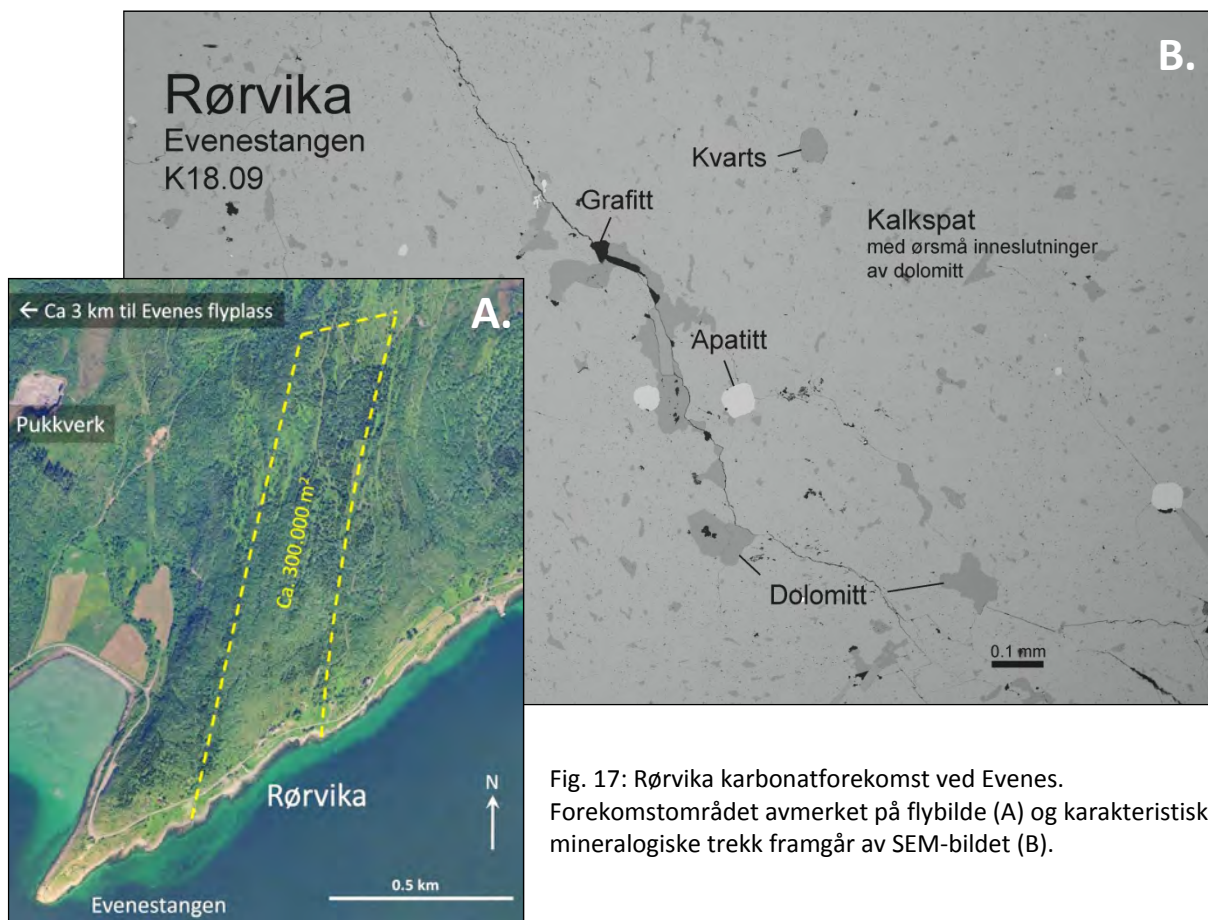 B.
Rørvika
Evenestangen
K18.09
Kvarts
Grafitt
Kalkspat
med ørsmå inneslutninger
av dolomitt
Apatitt
Dolomitt
0.1 mm
← Ca 3 km til Evenes flyplass
A.
Pukkverk
Ca. 300.000 m²
Rørvika
N
0.5 km
Evenestangen
Fig. 17: Rørvika karbonatforekomst ved Evenes.
Forekomstområdet avmerket på flybilde (A) og karakteristisk
mineralogiske trekk framgår av SEM-bildet (B).